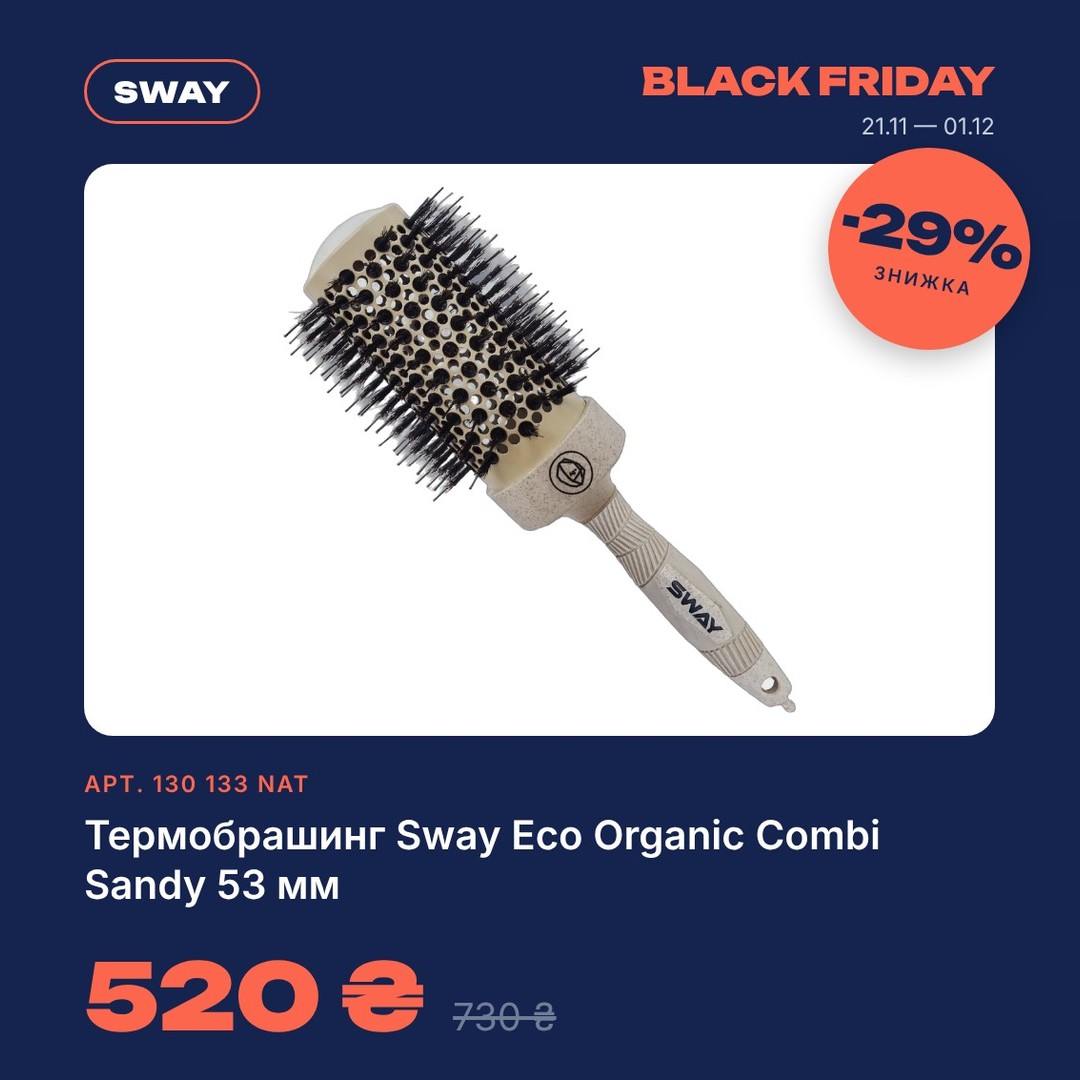 SWAY
BLACK FRIDAY
21.11 — 01.12
-29%
ЗНИЖКА
SWAY
АРТ. 130 133 NAT
Термобрашинг Sway Eco Organic Combi
Sandy 53 мм
520 ₴
730 ₴